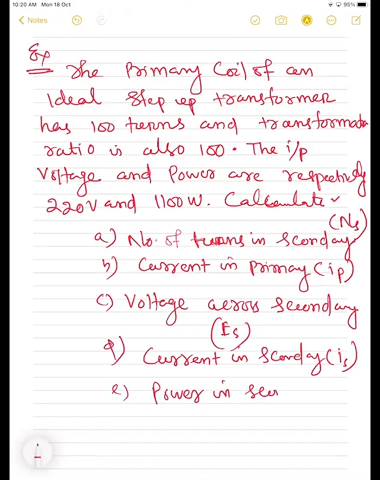 10:20 AM Mon 18 Oct
95%
Notes
Ex
The Primary Coil of an
Ideal Step up transformer
has 100 turns and transformation
ratio is also 100. The i/p
Voltage and Power are respectively
220V and 1100W. Calculate
(Ns)
a) No. of turns in Sconday
b) Current in Primary (ip)
c) Voltage across secondary
(Es)
d) Current in Sconday (is)
e) Power in sec